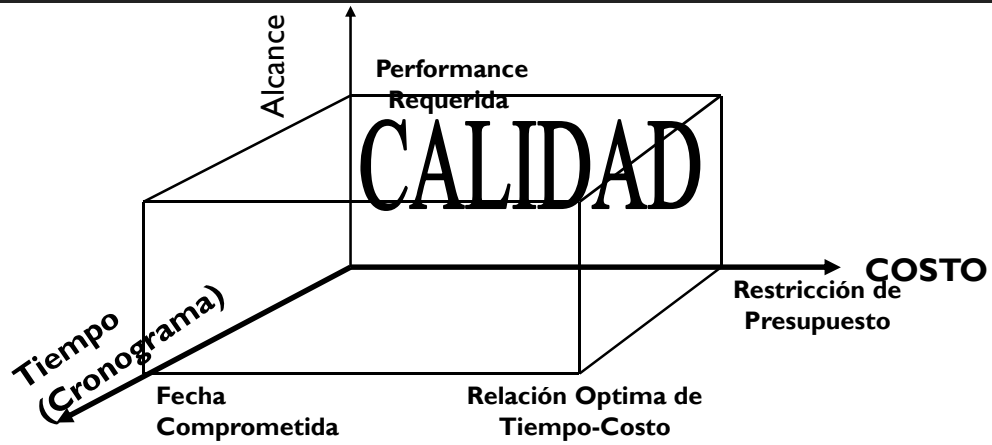 Alcance
Performance
Requerida
CALIDAD
COSTO
Restricción de
Presupuesto
Tiempo
(Cronograma)
Fecha
Comprometida
Relación Optima de
Tiempo-Costo